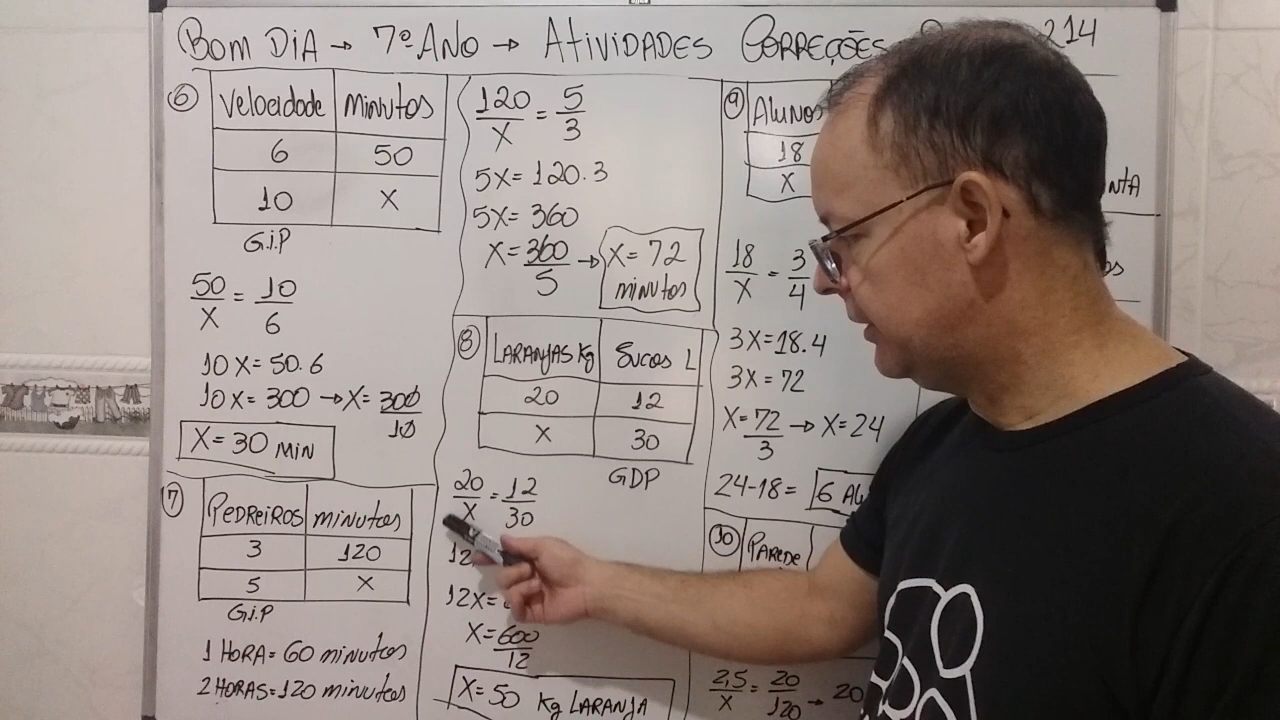 BOM DIA → 7º ANO → ATIVIDADES CORREÇÕES 214
6 Velocidade Minutos
6 50
10 X
G.i.P
50/X = 10/6
10X = 50.6
10X = 300 → X = 300/10
X = 30 MIN
7 PEDREIROS minutos
3 120
5 X
G.i.P
1 HORA = 60 minutos
2 HORAS = 120 minutos
120/X = 5/3
5X = 120.3
5X = 360
X = 360/5 → X = 72 minutos
8 LARANJAS Kg Sucos L
20 12
X 30
GDP
20/X = 12/30
12X=
X = 600/12
X = 50 Kg LARANJA
9 ALUNOS
18
X
18/X = 3/4
3X = 18.4
3X = 72
X = 72/3 → X = 24
24-18 = 6
10 PAREDE
2,5/X = 20/120 → 20